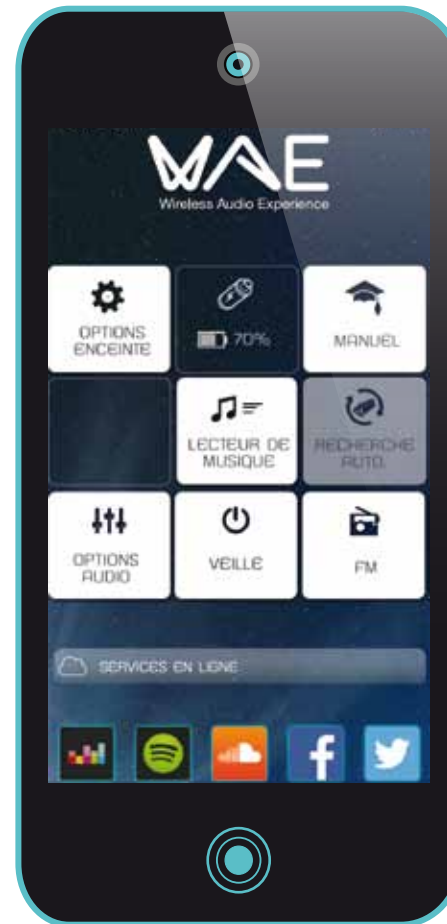 WAE
Wireless Audio Experience
OPTIONS
ENCEINTE
70%
MANUEL
LECTEUR DE
MUSIQUE
RECHERCHE
AUTO.
OPTIONS
AUDIO
VEILLE
FM
SERVICES EN LIGNE